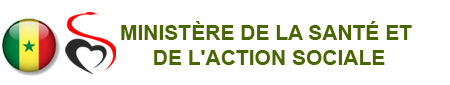 MINISTÈRE DE LA SANTÉ ET
DE L'ACTION SOCIALE